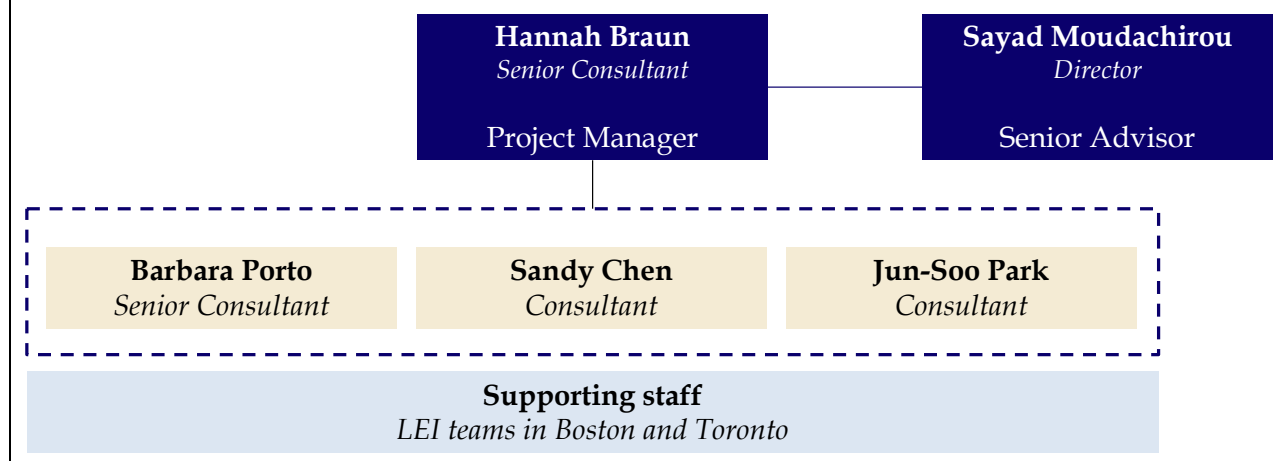 Hannah Braun
Senior Consultant
Project Manager
Sayad Moudachirou
Director
Senior Advisor
Barbara Porto
Senior Consultant
Sandy Chen
Consultant
Jun-Soo Park
Consultant
Supporting staff
LEI teams in Boston and Toronto